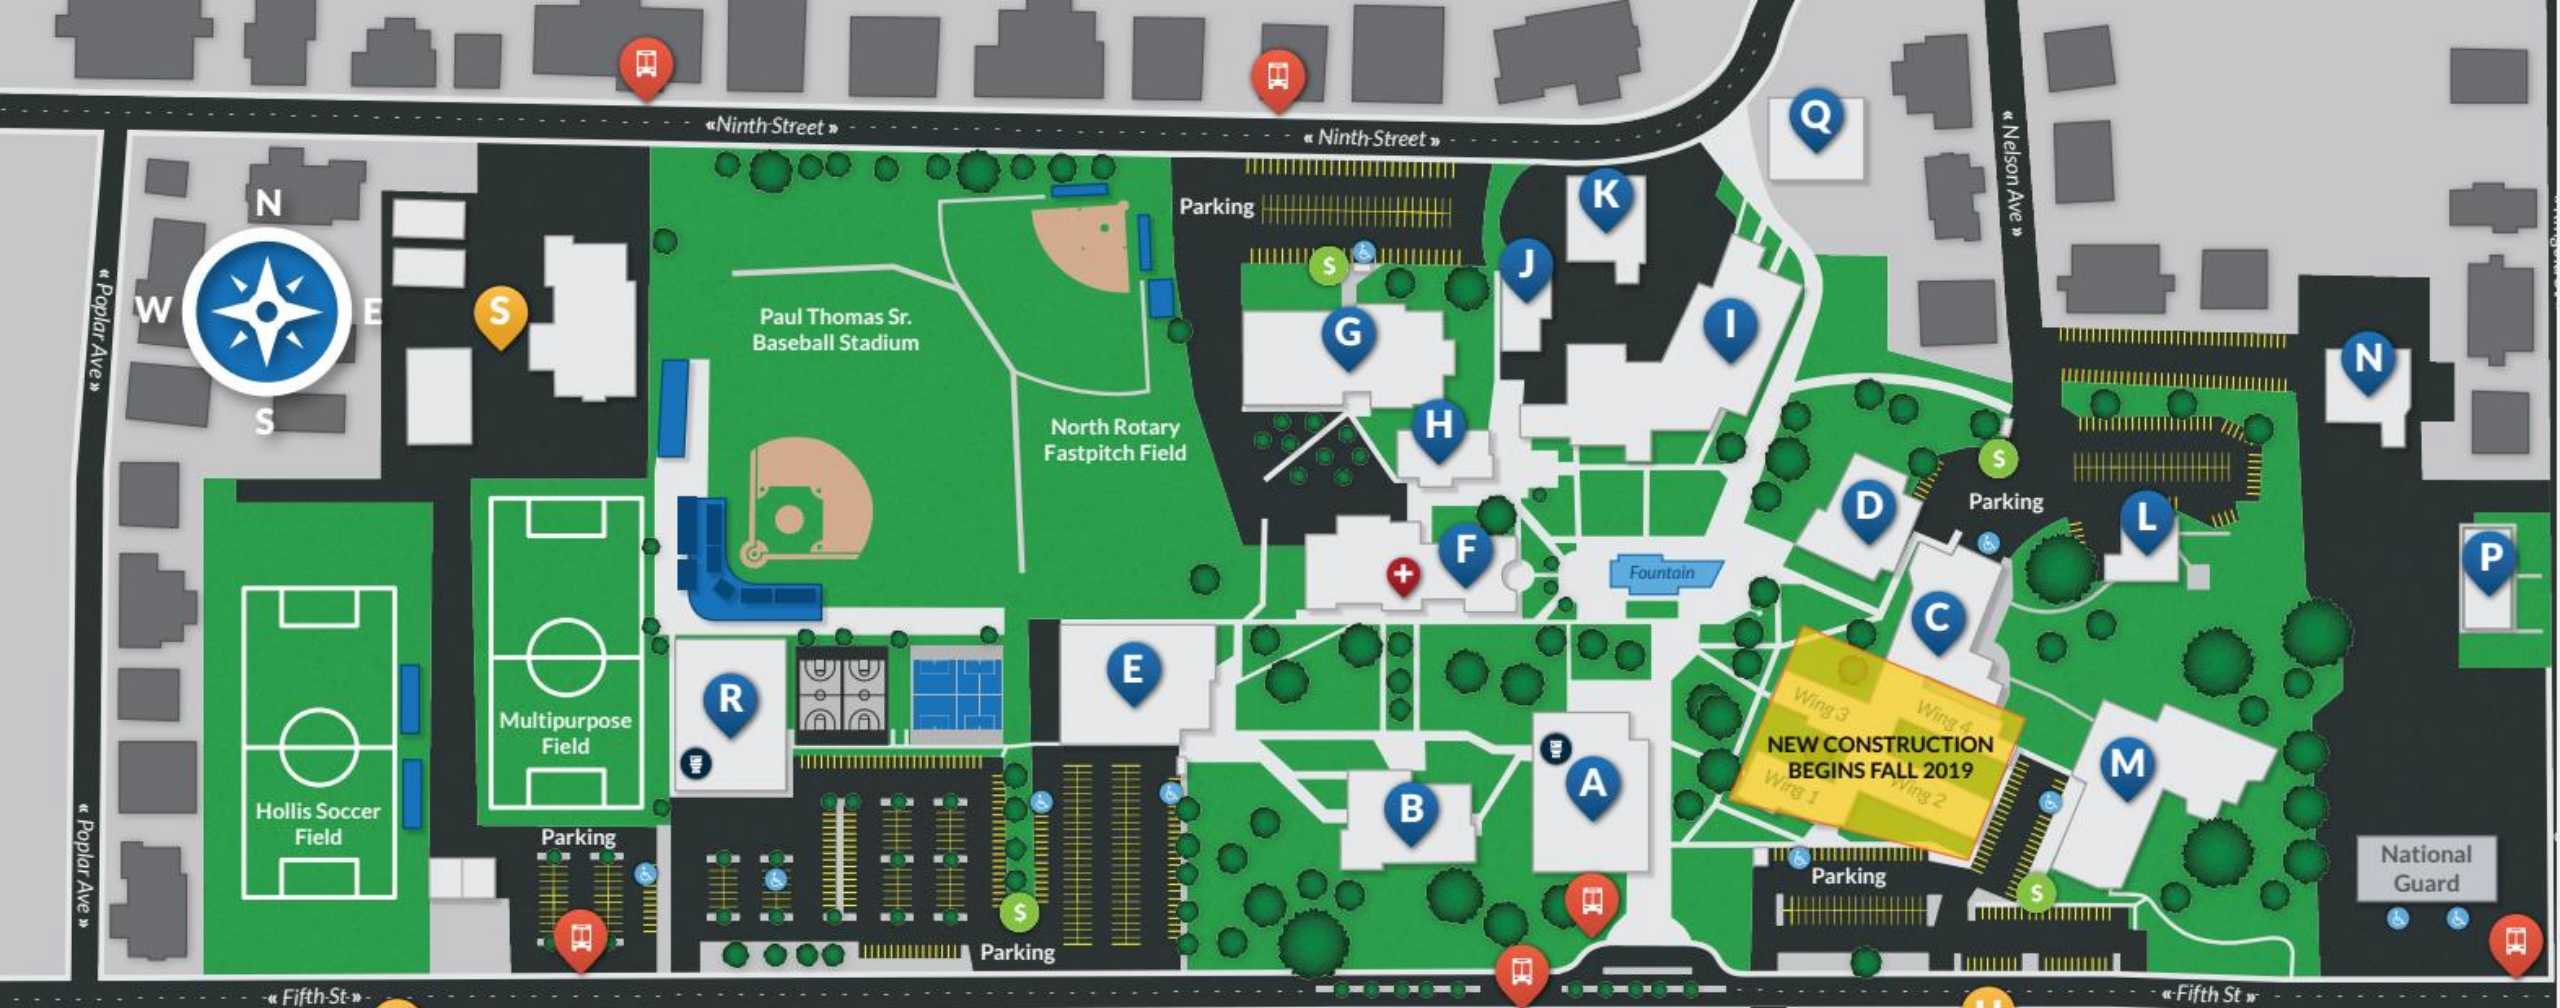 «Ninth Street»
« Ninth Street »
Q
« Nelson Ave »
K
Parking
N
W
E
S
« Poplar Ave »
S
J
$
G
I
Paul Thomas Sr.
Baseball Stadium
N
H
North Rotary
Fastpitch Field
$
Parking
D
L
F
Fountain
P
C
E
R
Multipurpose
Field
Wing 3
Wing 4
NEW CONSTRUCTION
BEGINS FALL 2019
Wing 1
Wing 2
M
A
B
Hollis Soccer
Field
« Poplar Ave »
Parking
Parking
National
Guard
$
$
Parking
« Fifth St »
« Fifth St »